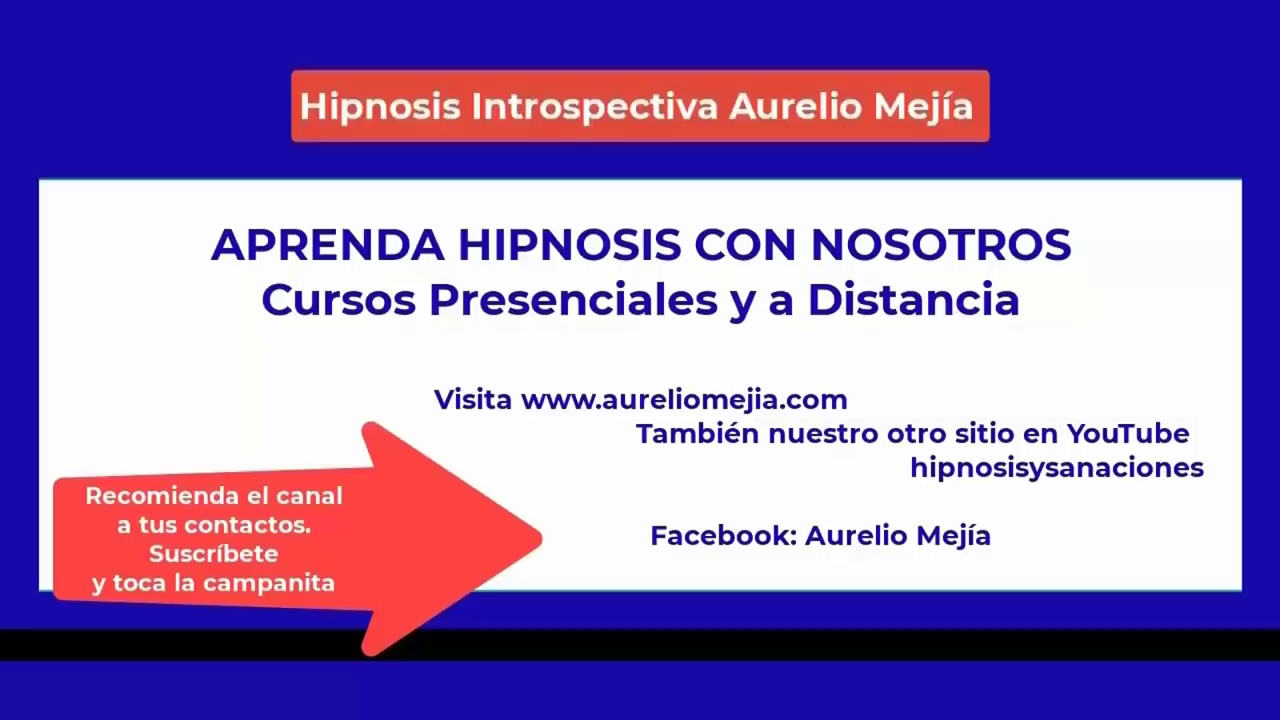 Hipnosis Introspectiva Aurelio Mejía
APRENDA HIPNOSIS CON NOSOTROS
Cursos Presenciales y a Distancia
Visita www.aureliomejia.com
También nuestro otro sitio en YouTube
hipnosisysanaciones
Facebook: Aurelio Mejía
Recomienda el canal
a tus contactos.
Suscríbete
y toca la campanita